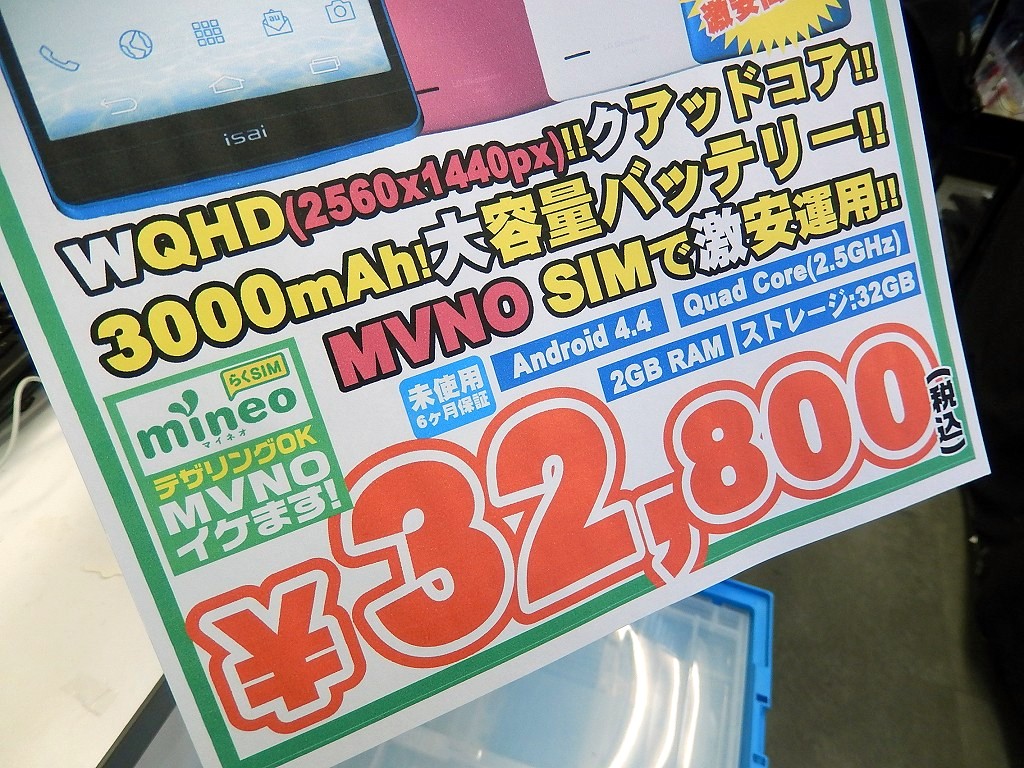 au
isai
WQHD(2560x1440px)!!クアッドコア!!
3000mAh!大容量バッテリー!!
MVNO SIMで激安運用!!
未使用
6ヶ月保証
Android 4.4
Quad Core(2.5GHz)
2GB RAM
ストレージ:32GB
らくSIM
mineo
マイネオ
テザリングOK
MVNO
イケます!
¥32,800
(税込)